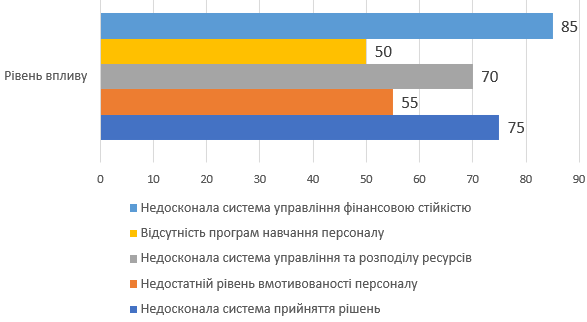 85
50
Рівень впливу
70
55
75
0 10 20 30 40 50 60 70 80 90
Недосконала система управління фінансовою стійкістю
Відсутність програм навчання персоналу
Недосконала система управління та розподілу ресурсів
Недостатній рівень вмотивованості персоналу
Недосконала система прийняття рішень